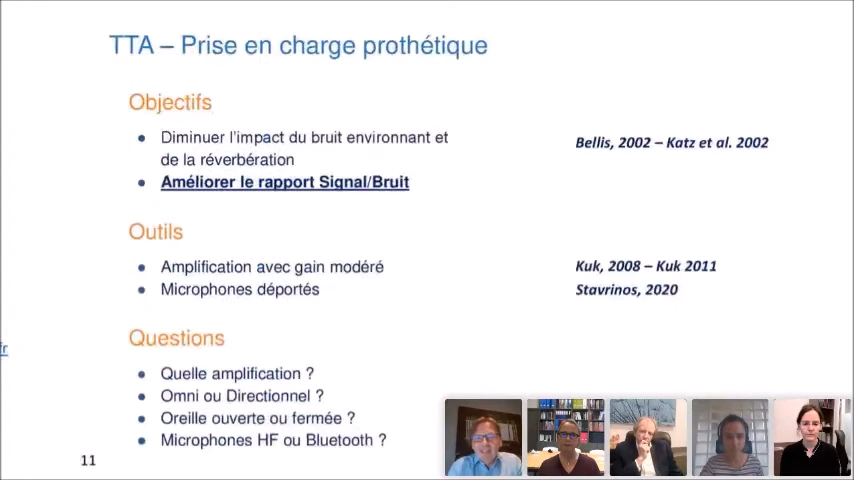 TTA – Prise en charge prothétique
Objectifs
• Diminuer l'impact du bruit environnant et
de la réverbération
Bellis, 2002 – Katz et al. 2002
• Améliorer le rapport Signal/Bruit
Outils
• Amplification avec gain modéré
Kuk, 2008 – Kuk 2011
• Microphones déportés
Stavrinos, 2020
Questions
fr
• Quelle amplification ?
• Omni ou Directionnel ?
• Oreille ouverte ou fermée ?
• Microphones HF ou Bluetooth ?
11